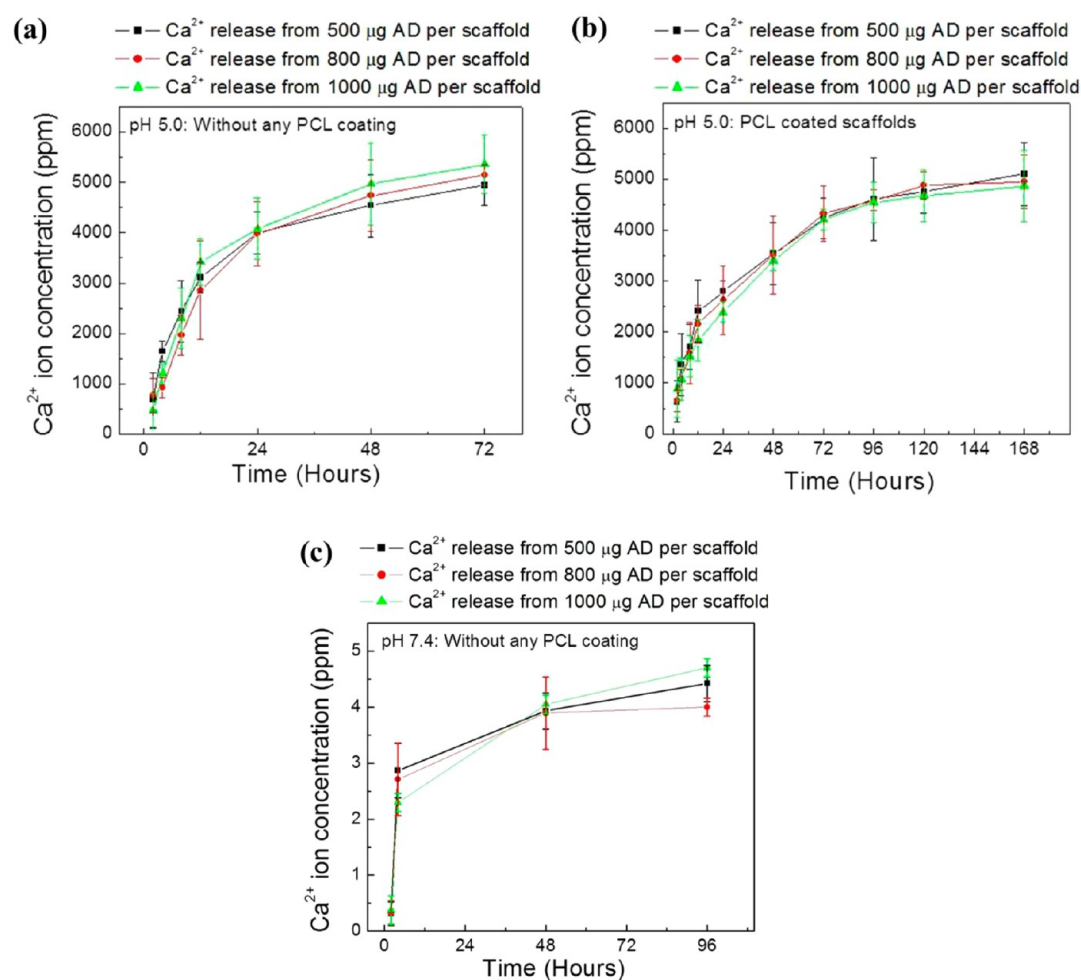 (a)
Ca²⁺ release from 500 μg AD per scaffold
Ca²⁺ release from 800 μg AD per scaffold
Ca²⁺ release from 1000 μg AD per scaffold
pH 5.0: Without any PCL coating
Ca²⁺ ion concentration (ppm)
6000
5000
4000
3000
2000
1000
0
0 24 48 72
Time (Hours)
(b)
Ca²⁺ release from 500 μg AD per scaffold
Ca²⁺ release from 800 μg AD per scaffold
Ca²⁺ release from 1000 μg AD per scaffold
pH 5.0: PCL coated scaffolds
Ca²⁺ ion concentration (ppm)
6000
5000
4000
3000
2000
1000
0
0 24 48 72 96 120 144 168
Time (Hours)
(c)
Ca²⁺ release from 500 μg AD per scaffold
Ca²⁺ release from 800 μg AD per scaffold
Ca²⁺ release from 1000 μg AD per scaffold
pH 7.4: Without any PCL coating
Ca²⁺ ion concentration (ppm)
5
4
3
2
1
0
0 24 48 72 96
Time (Hours)